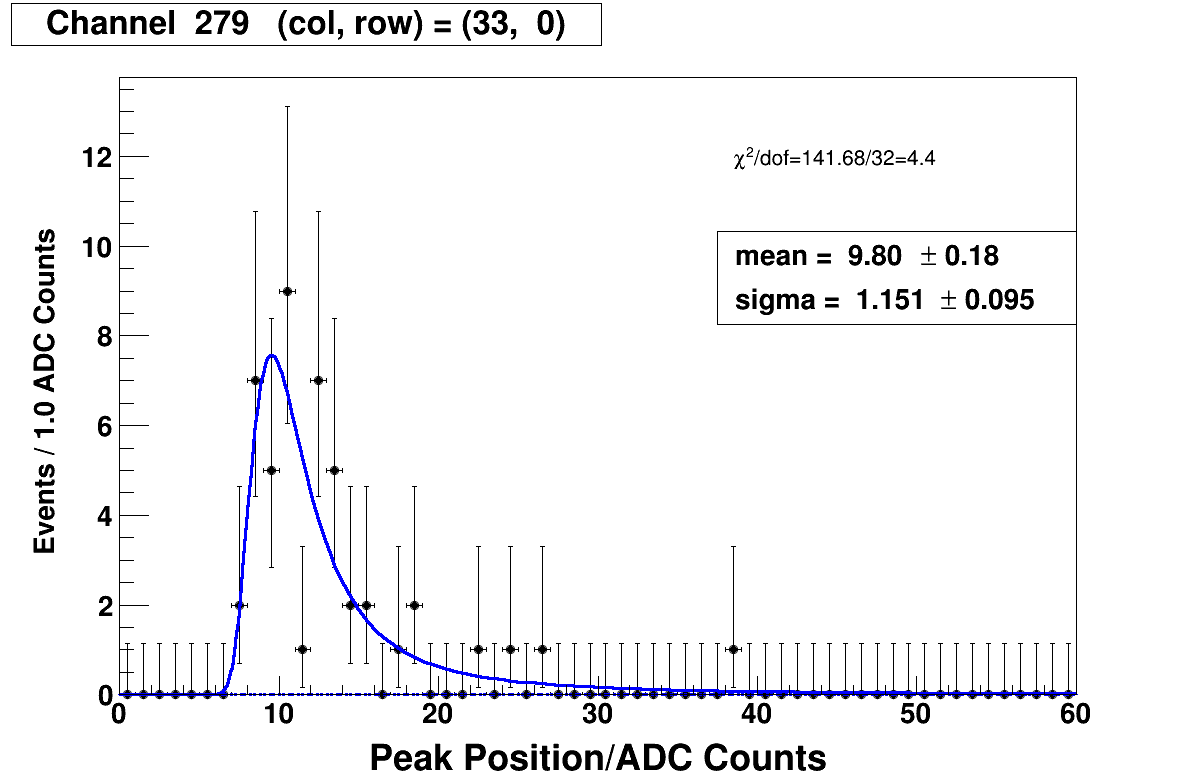 Channel 279 (col, row) = (33, 0)
χ²/dof=141.68/32=4.4
mean = 9.80 ± 0.18
sigma = 1.151 ± 0.095
Events / 1.0 ADC Counts
12
10
8
6
4
2
0
0 10 20 30 40 50 60
Peak Position/ADC Counts